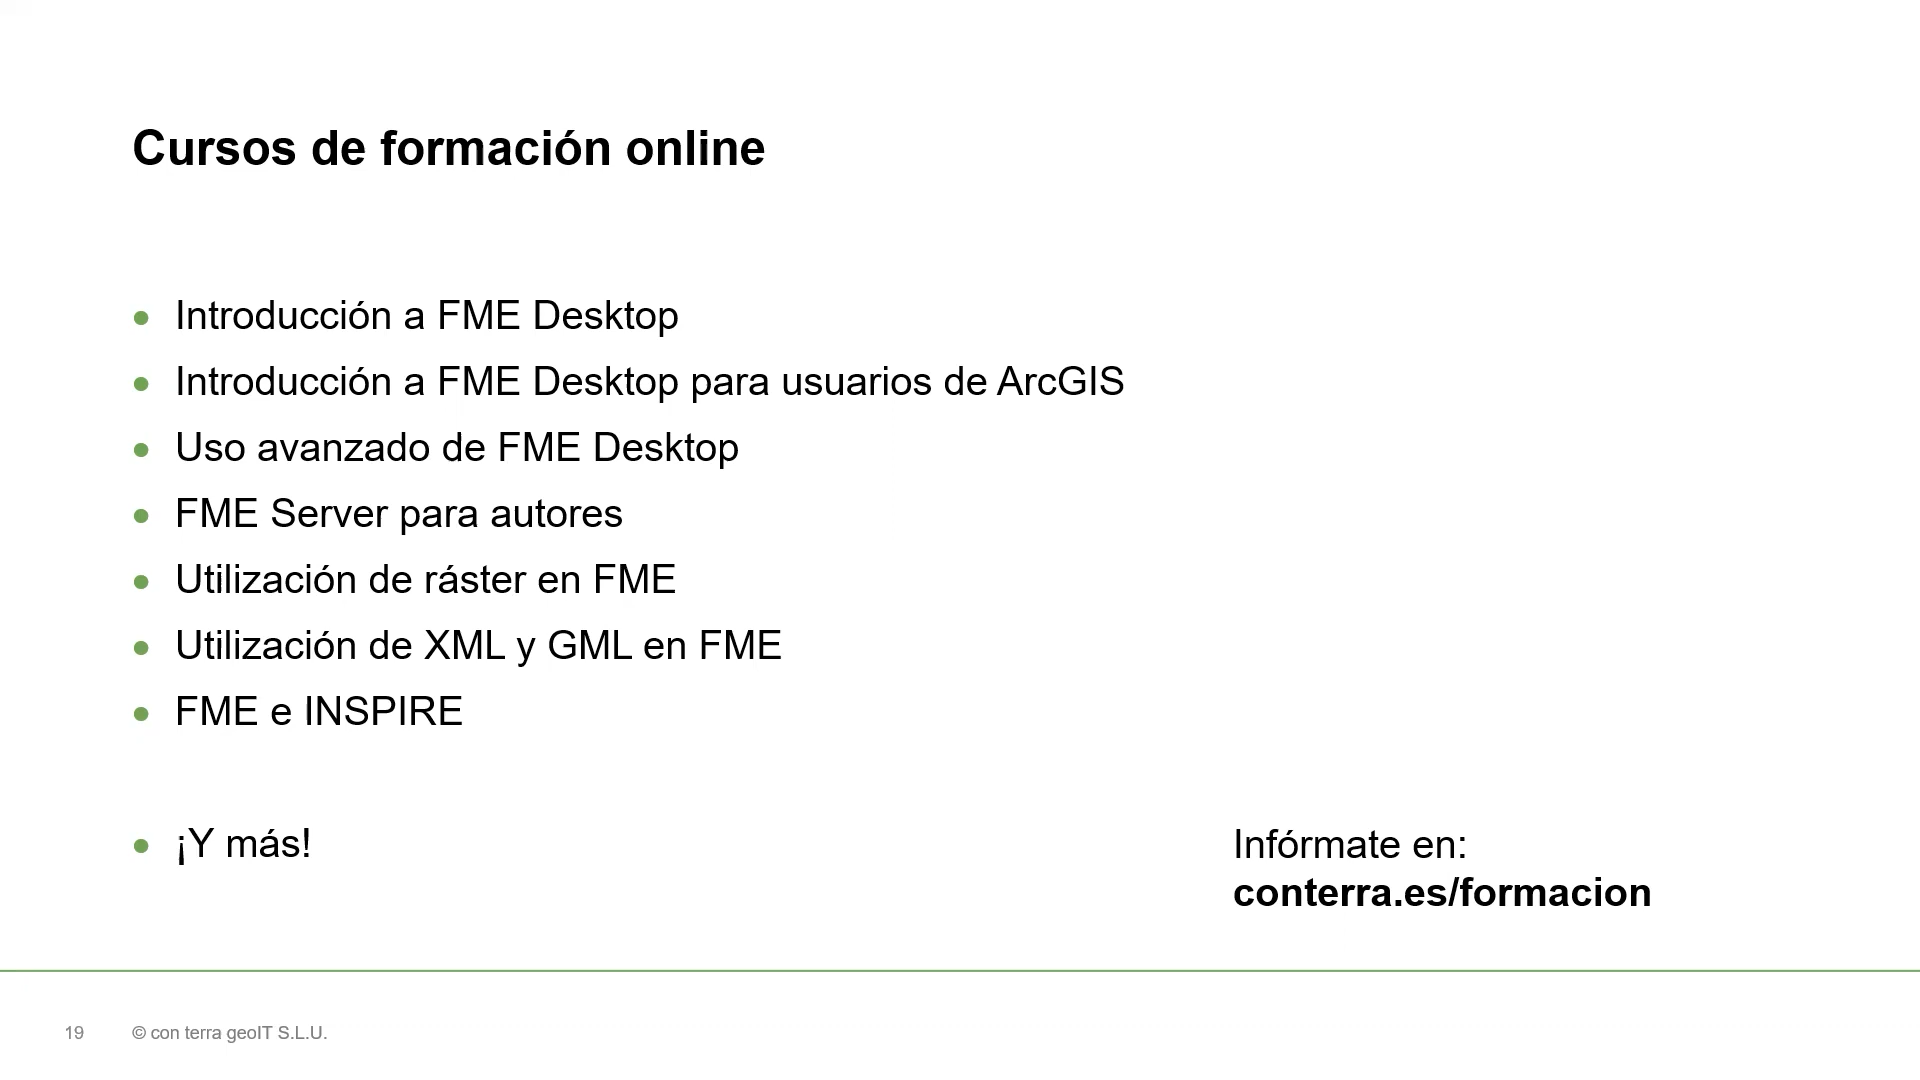 Cursos de formación online
• Introducción a FME Desktop
• Introducción a FME Desktop para usuarios de ArcGIS
• Uso avanzado de FME Desktop
• FME Server para autores
• Utilización de ráster en FME
• Utilización de XML y GML en FME
• FME e INSPIRE
• ¡Y más!
Infórmate en:
conterra.es/formacion
19 © con terra geoIT S.L.U.